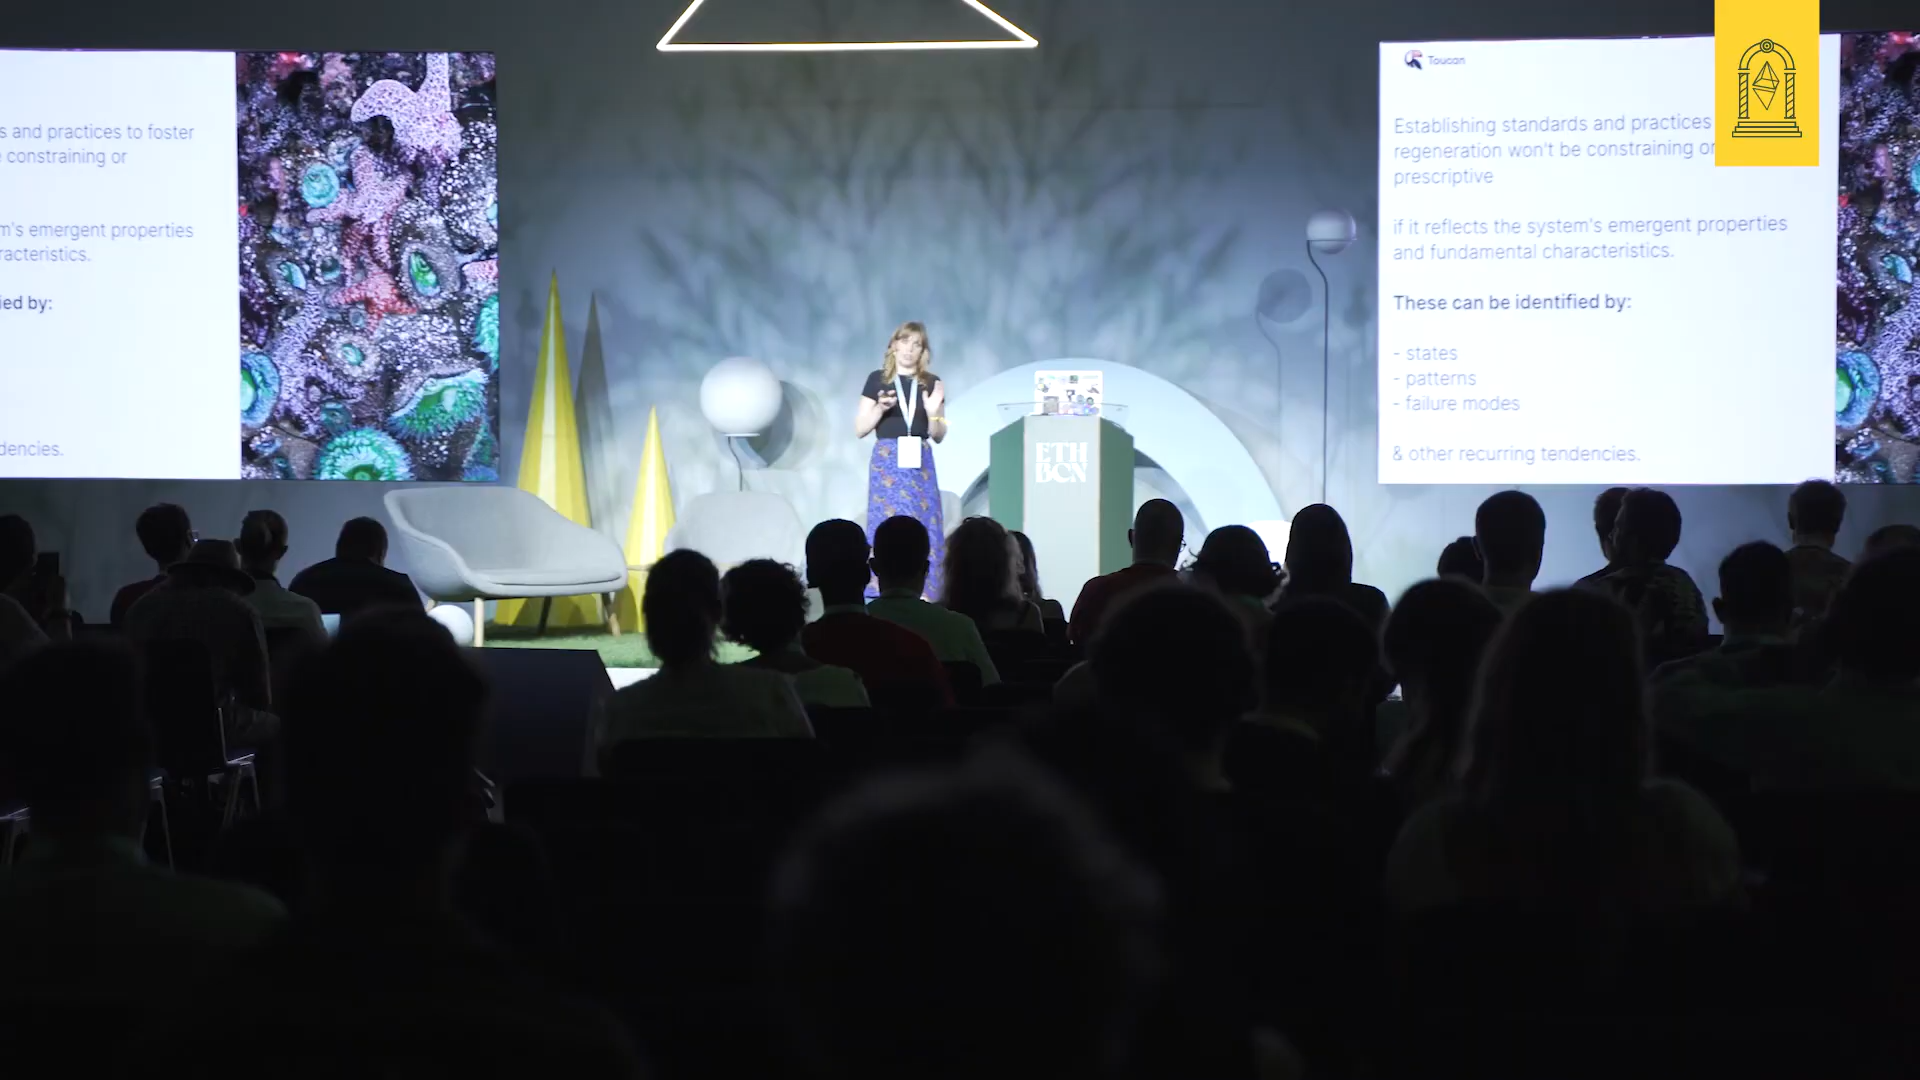 s and practices to foster
constraining or
m's emergent properties
racteristics.
ied by:
dencies.
Toucan
Establishing standards and practices
regeneration won't be constraining or
prescriptive
if it reflects the system's emergent properties
and fundamental characteristics.
These can be identified by:
- states
- patterns
- failure modes
& other recurring tendencies.
ETH
BCN